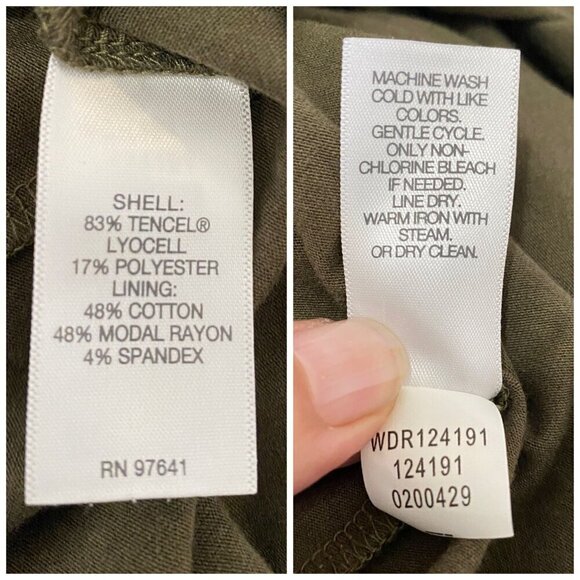 SHELL:
83% TENCEL®
LYOCELL
17% POLYESTER
LINING:
48% COTTON
48% MODAL RAYON
4% SPANDEX
RN 97641
MACHINE WASH
COLD WITH LIKE
COLORS.
GENTLE CYCLE.
ONLY NON-
CHLORINE BLEACH
IF NEEDED.
LINE DRY.
WARM IRON WITH
STEAM.
OR DRY CLEAN.
WDR124191
124191
0200429